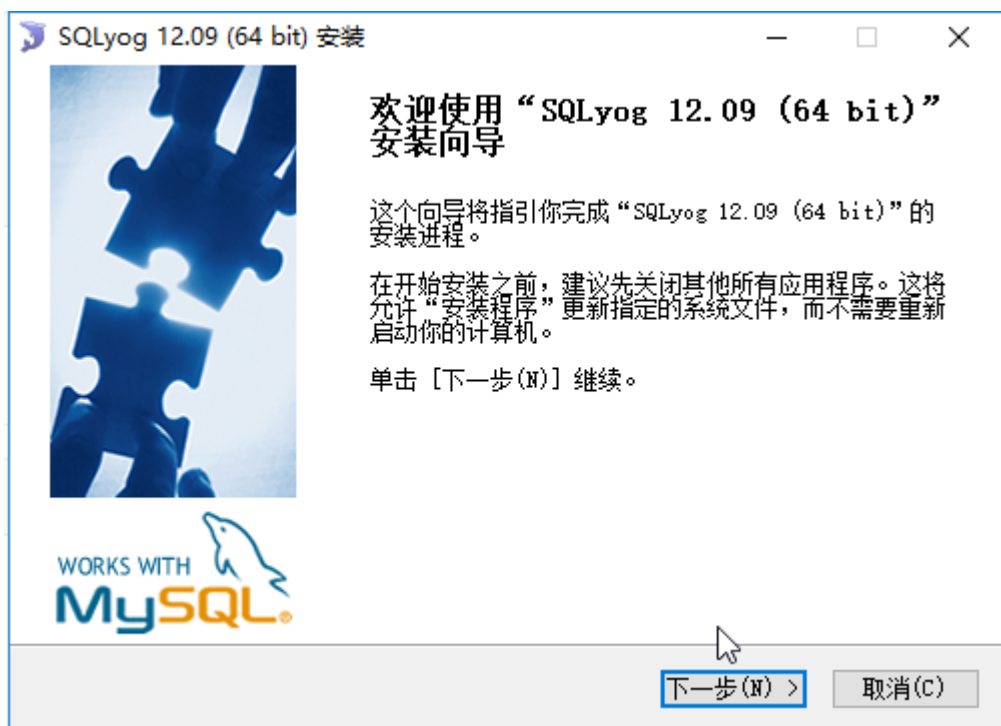 SQLyog 12.09 (64 bit) 安装
欢迎使用“SQLyog 12.09 (64 bit)”
安装向导
这个向导将指引你完成“SQLyog 12.09 (64 bit)”的
安装进程。
在开始安装之前，建议先关闭其他所有应用程序。这将
允许“安装程序”更新指定的系统文件，而不需要重新
启动你的计算机。
单击 [下一步(N)] 继续。
WORKS WITH
MySQL®
下一步(N) >
取消(C)